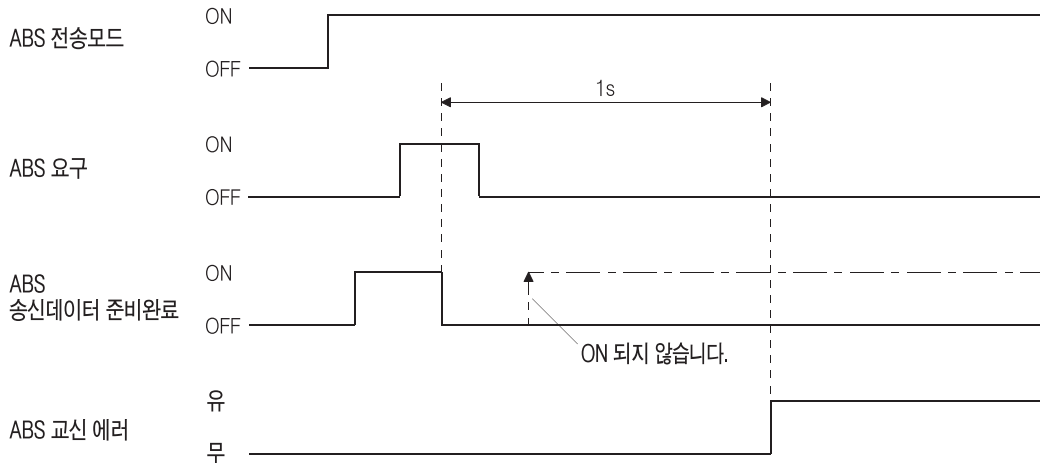 ON
ABS 전송모드
OFF
1s
ON
ABS 요구
OFF
ON
ABS
송신데이터 준비완료
OFF
ON 되지 않습니다.
유
ABS 교신 에러
무